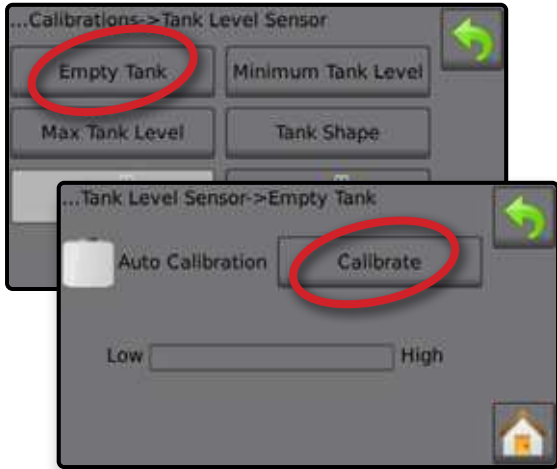 ...Calibrations->Tank Level Sensor
Empty Tank
Minimum Tank Level
Max Tank Level
Tank Shape
...Tank Level Sensor->Empty Tank
Auto Calibration
Calibrate
Low
High